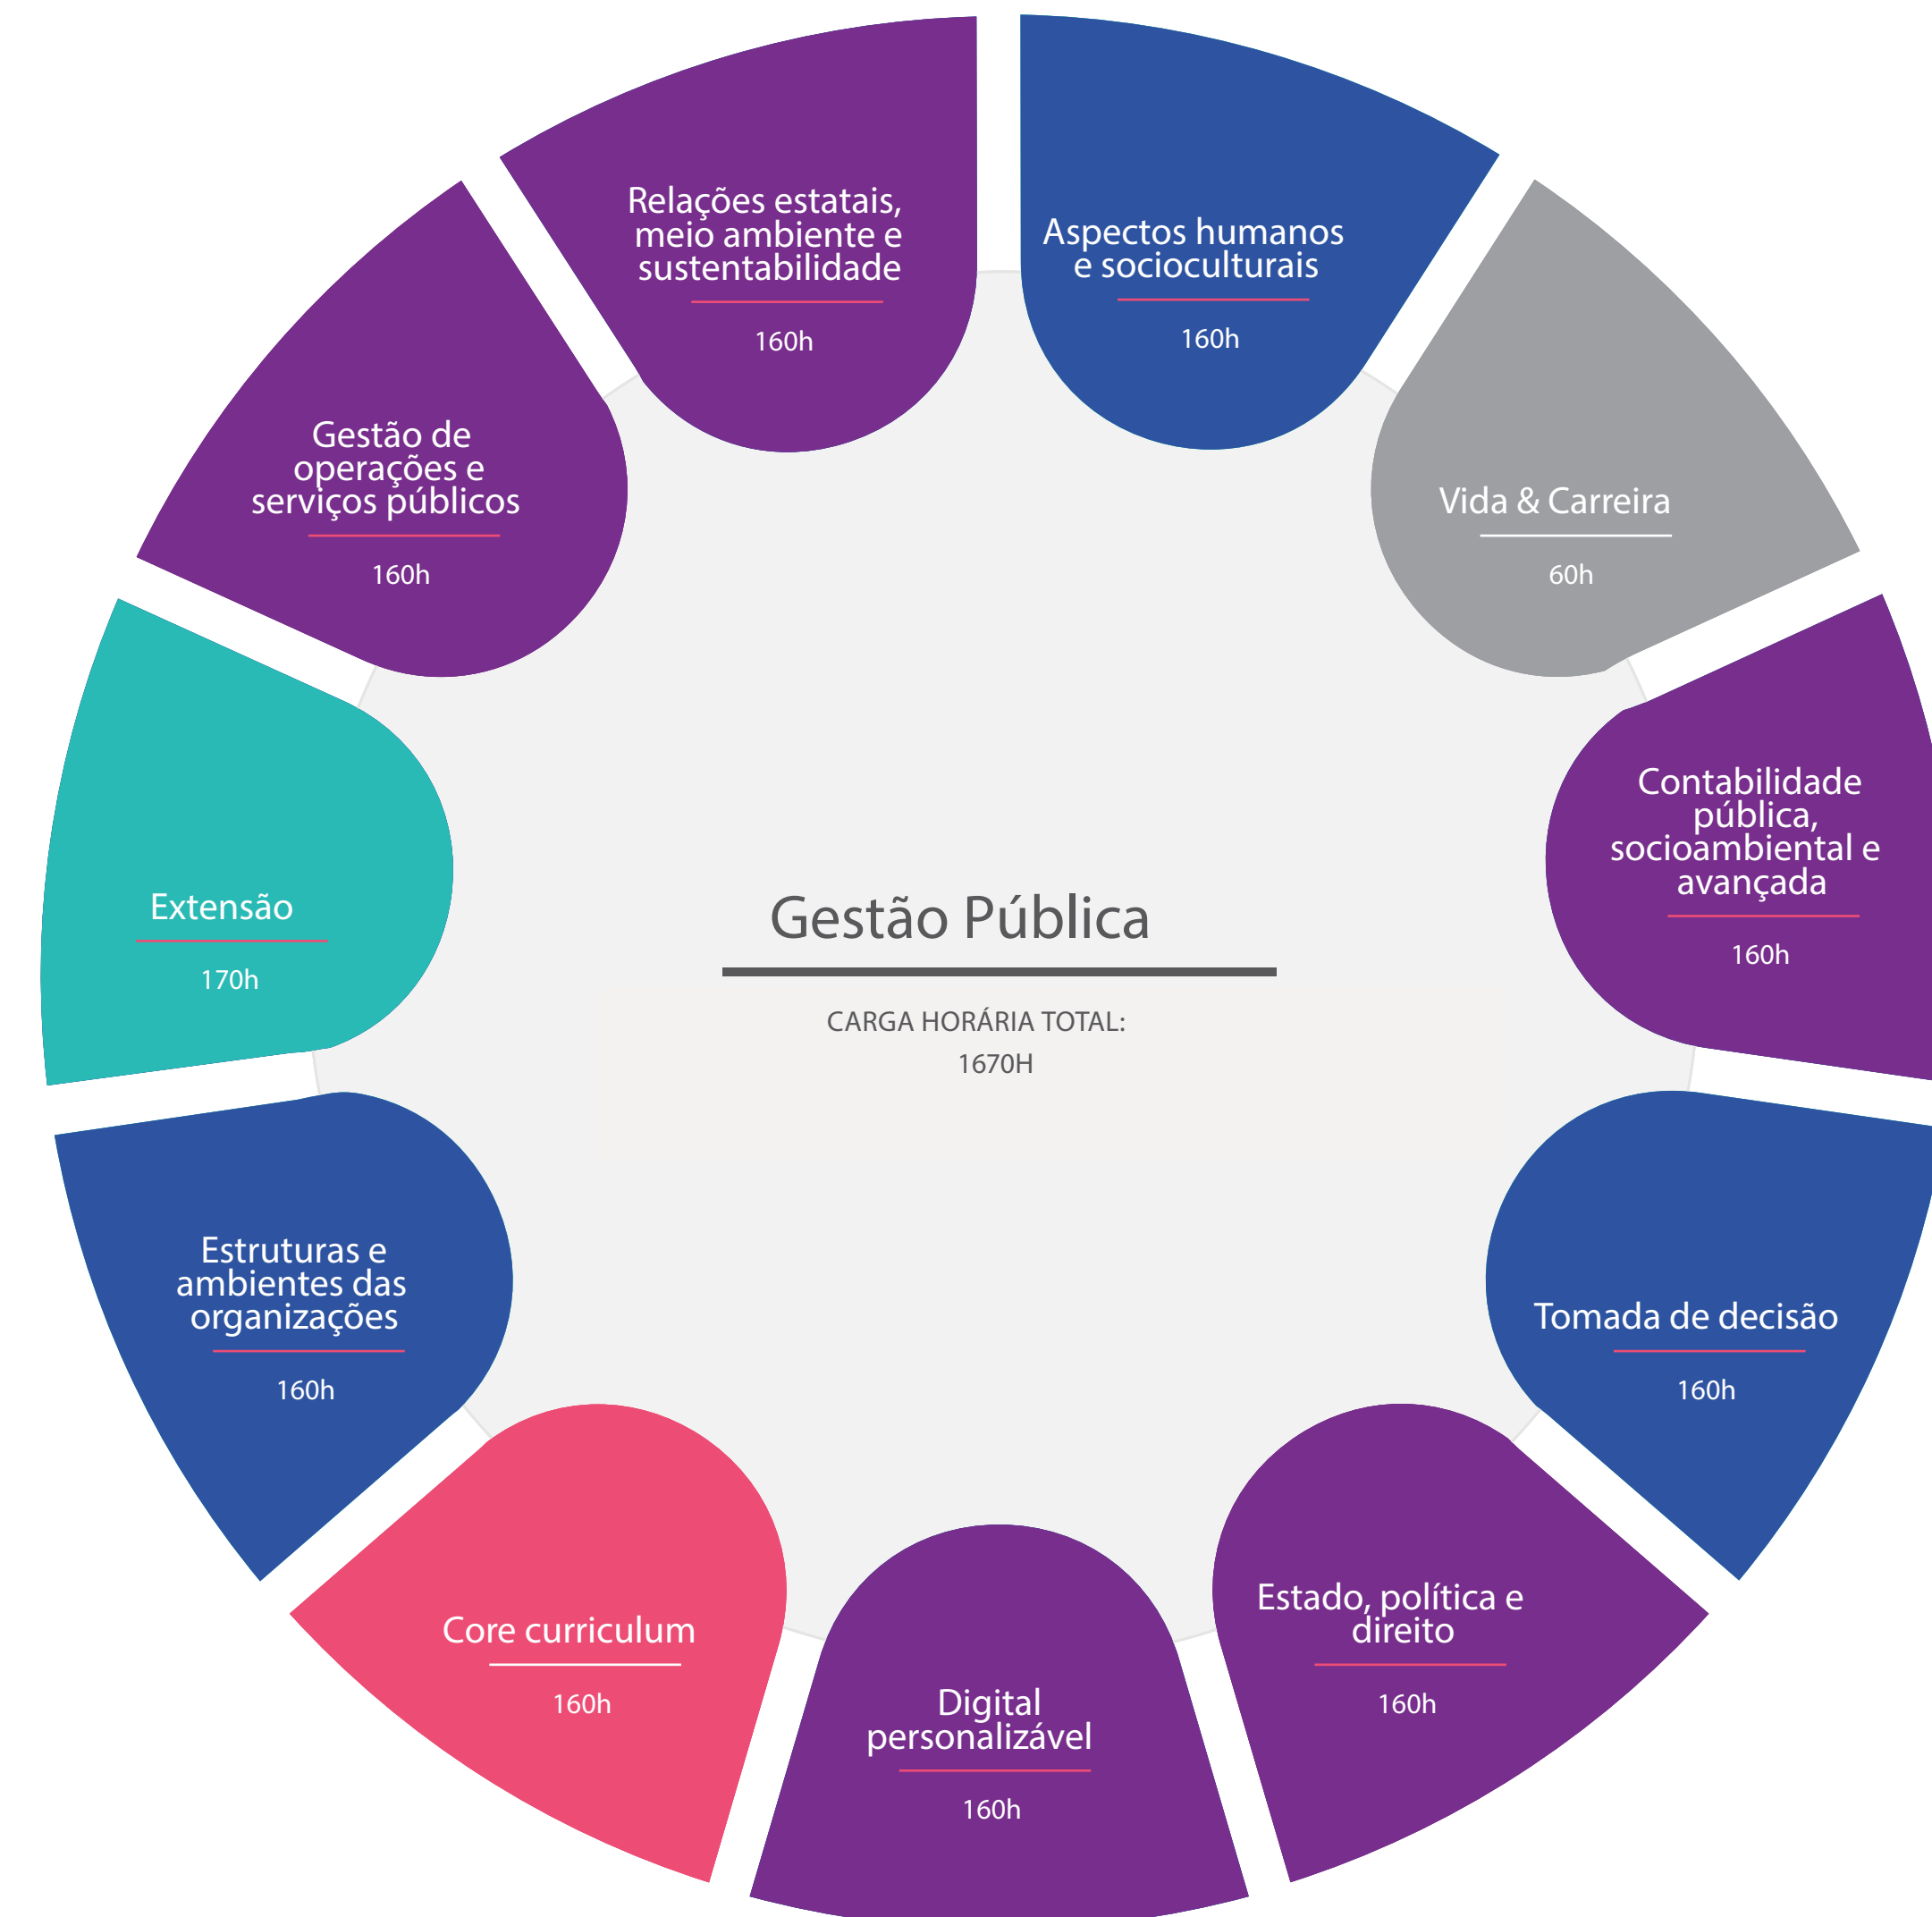 Relações estatais,
meio ambiente e
sustentabilidade
160h
Aspectos humanos
e socioculturais
160h
Vida & Carreira
60h
Contabilidade
pública,
socioambiental e
avançada
160h
Tomada de decisão
160h
Estado, política e
direito
160h
Digital
personalizável
160h
Core curriculum
160h
Estruturas e
ambientes das
organizações
160h
Extensão
170h
Gestão de
operações e
serviços públicos
160h
Gestão Pública
CARGA HORÁRIA TOTAL:
1670H